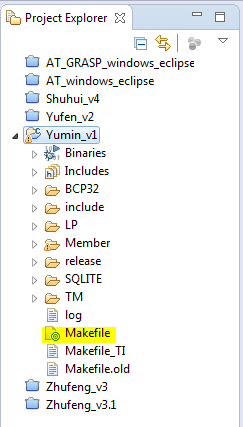 Project Explorer
AT_GRASP_windows_eclipse
AT_windows_eclipse
Shuhui_v4
Yufen_v2
Yumin_v1
Binaries
Includes
BCP32
include
LP
Member
release
SQLITE
TM
log
Makefile
Makefile_TI
Makefile.old
Zhufeng_v3
Zhufeng_v3.1